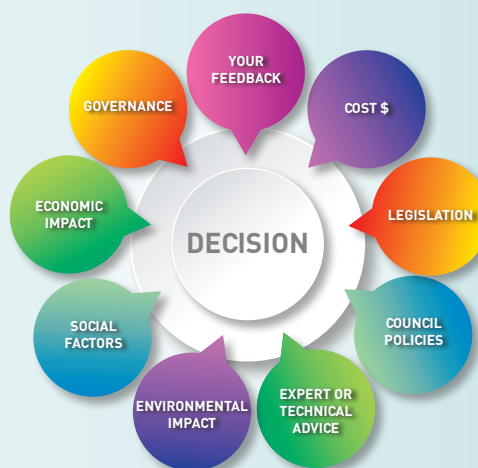 YOUR
FEEDBACK
COST $
LEGISLATION
COUNCIL
POLICIES
EXPERT OR
TECHNICAL
ADVICE
ENVIRONMENTAL
IMPACT
SOCIAL
FACTORS
ECONOMIC
IMPACT
GOVERNANCE
DECISION